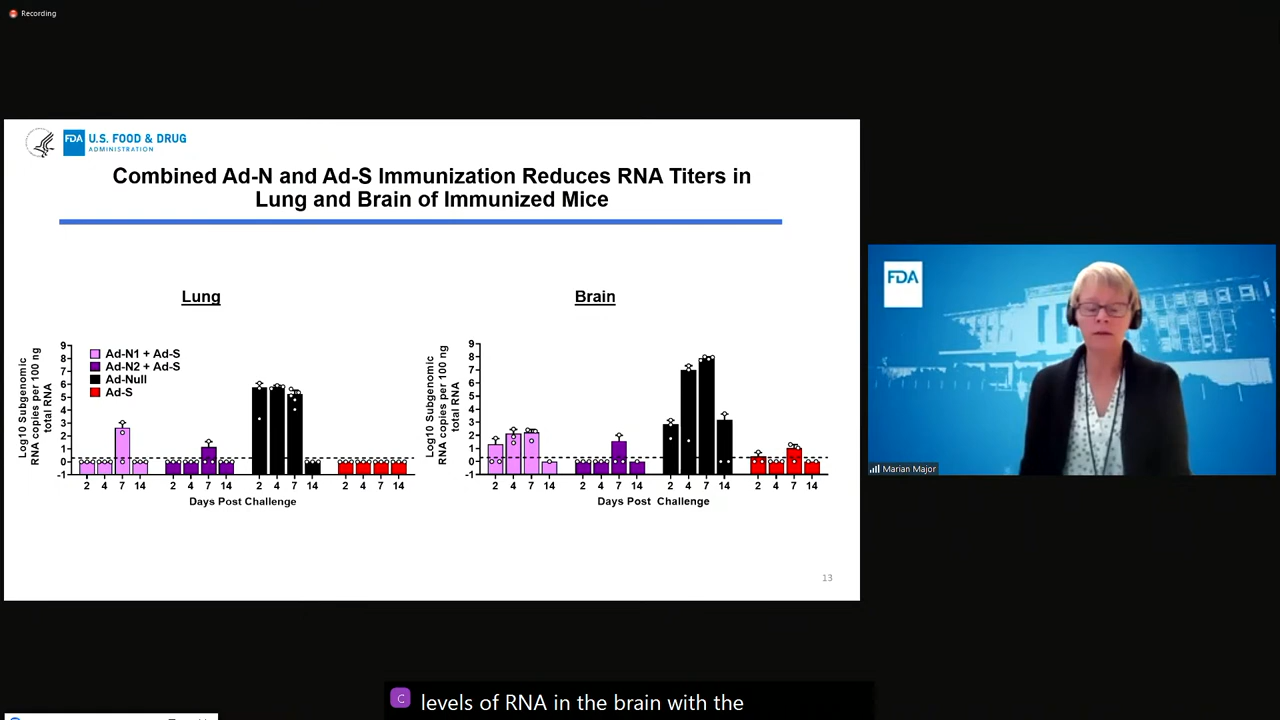 Recording
FDA U.S. FOOD & DRUG
ADMINISTRATION
Combined Ad-N and Ad-S Immunization Reduces RNA Titers in
Lung and Brain of Immunized Mice
Lung
Log10 Subgenomic
RNA copies per 100 ng
total RNA
9
8
7
6
5
4
3
2
1
0
-1
Ad-N1 + Ad-S
Ad-N2 + Ad-S
Ad-Null
Ad-S
2 4 7 14 2 4 7 14 2 4 7 14 2 4 7 14
Days Post Challenge
Brain
Log10 Subgenomic
RNA copies per 100 ng
total RNA
9
8
7
6
5
4
3
2
1
0
-1
2 4 7 14 2 4 7 14 2 4 7 14 2 4 7 14
Days Post Challenge
13
FDA
Marian Major
C
levels of RNA in the brain with the